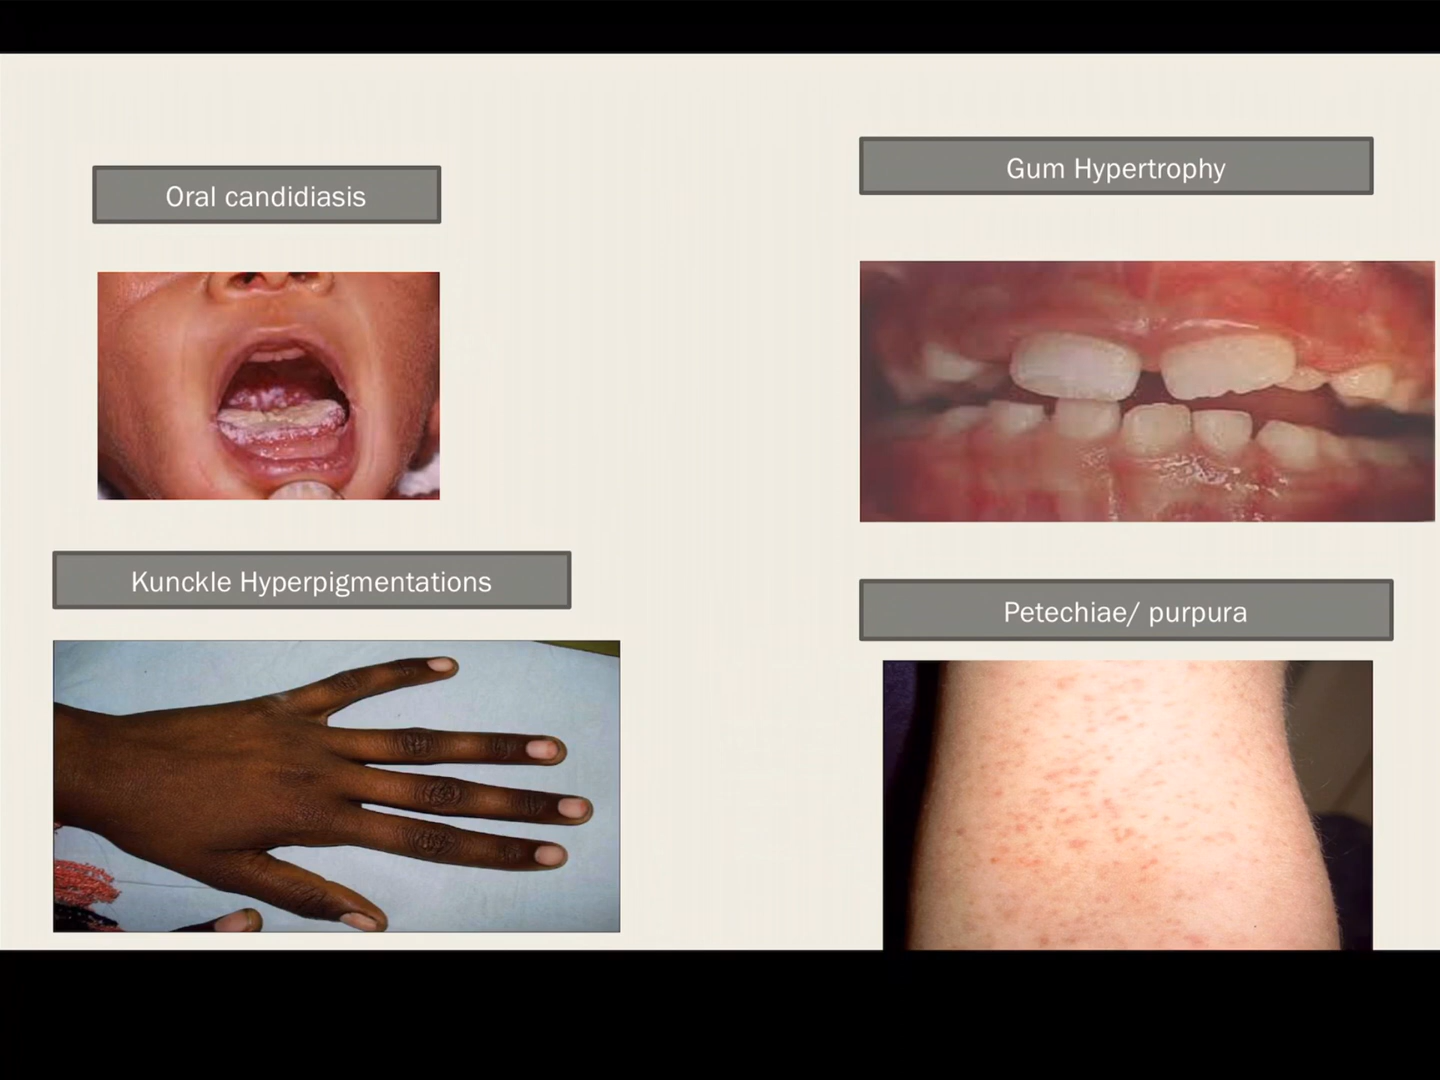 Oral candidiasis
Gum Hypertrophy
Kunckle Hyperpigmentations
Petechiae/ purpura